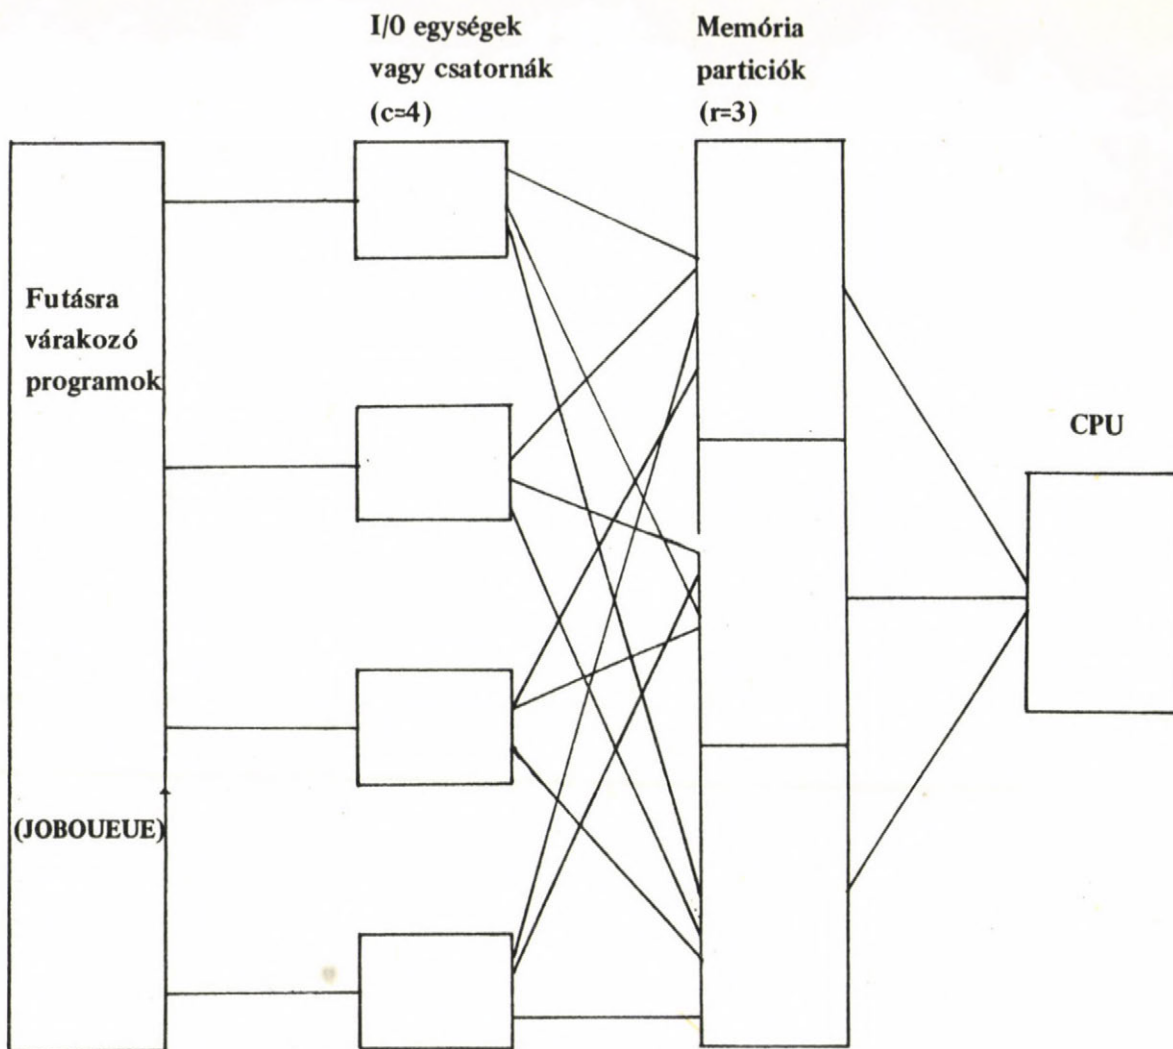 I/0 egységek
vagy csatornák
(c=4)
Memória
particiók
(r=3)
Futásra
várakozó
programok
(JOBOUEUE)
CPU